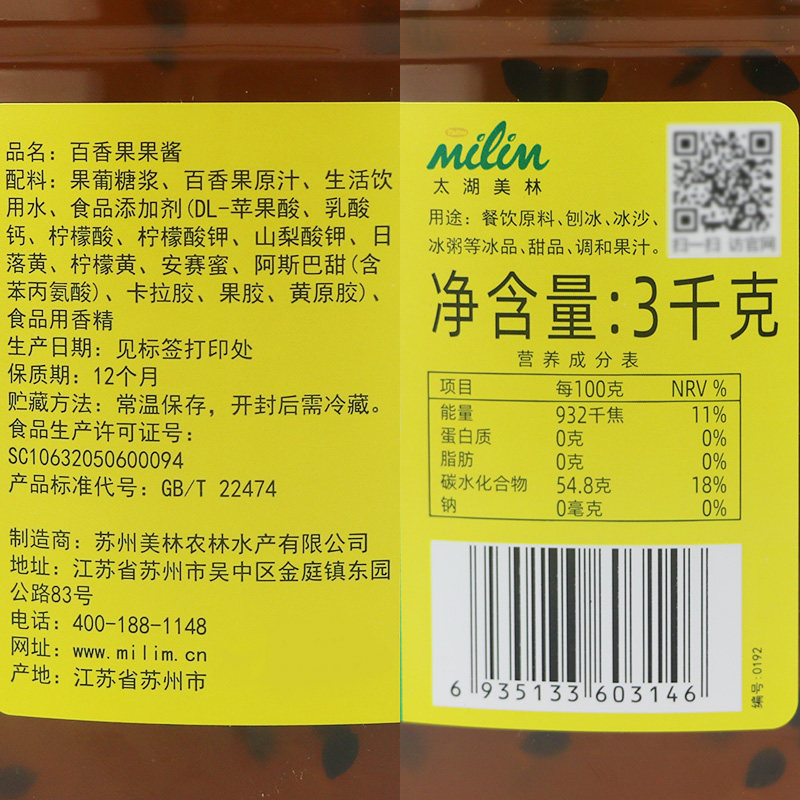 品名：百香果果酱
配料：果葡糖浆、百香果原汁、生活饮
用水、食品添加剂(DL-苹果酸、乳酸
钙、柠檬酸、柠檬酸钾、山梨酸钾、日
落黄、柠檬黄、安赛蜜、阿斯巴甜(含
苯丙氨酸)、卡拉胶、果胶、黄原胶)、
食品用香精
生产日期：见标签打印处
保质期：12个月
贮藏方法：常温保存，开封后需冷藏。
食品生产许可证号：
SC10632050600094
产品标准代号：GB/T 22474
制造商：苏州美林农林水产有限公司
地址：江苏省苏州市吴中区金庭镇东园
公路83号
电话：400-188-1148
网址：www.milim.cn
产地：江苏省苏州市
milin
太湖美林
用途：餐饮原料、刨冰、冰沙、
冰粥等冰品、甜品、调和果汁。
扫一扫 访官网
净含量：3千克
营养成分表
项目 每100克 NRV %
能量 932千焦 11%
蛋白质 0克 0%
脂肪 0克 0%
碳水化合物 54.8克 18%
钠 0毫克 0%
6 935133 603146
编号：0192